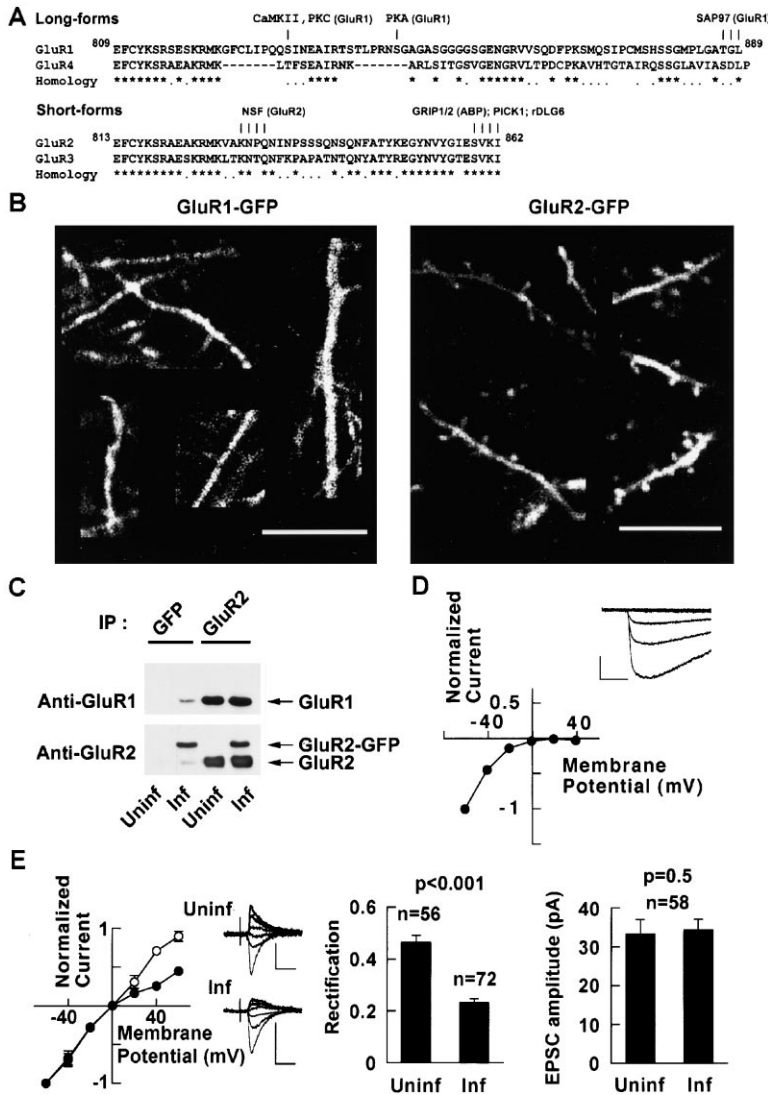 A
Long-forms
CaMKII, PKC (GluR1)
PKA (GluR1)
SAP97 (GluR1)
GluR1 809 EFCYKSRSESKRMKGFCLIPQQSINEAIRTSTLPRNSGAGASGGGGSGENGRVVSQDFPKSMQSIPCMSHSSGMPLGATGL 889
GluR4 EFCYKSRAEAKRMK-------LTFSEAIRNK-------ARLSITGSVGENGRVLTPDCPKAVHTGTAIRQSSGLAVIASDLP
Homology
Short-forms
NSF (GluR2)
GRIP1/2 (ABP); PICK1; rDLG6
GluR2 813 EFCYKSRAEAKRMKVAKNPQNINPSSSQNSQNFATYKEGYNVYGIESVKI 862
GluR3 EFCYKSRAESKRMKLTKNTQNFKPAPATNTQNYATYREGYNVYGTESVKI
Homology
B
GluR1-GFP
GluR2-GFP
C
IP :
GFP
GluR2
Anti-GluR1
GluR1
Anti-GluR2
GluR2-GFP
GluR2
Uninf
Inf
Uninf
Inf
D
Normalized
Current
0.5
-40
40
Membrane
Potential (mV)
-1
E
Normalized
Current
1
-40
40
Membrane
Potential (mV)
-1
Uninf
Inf
p<0.001
n=56
n=72
Rectification
0.6
0.4
0.2
0
Uninf
Inf
p=0.5
n=58
EPSC amplitude (pA)
40
30
20
10
0
Uninf
Inf